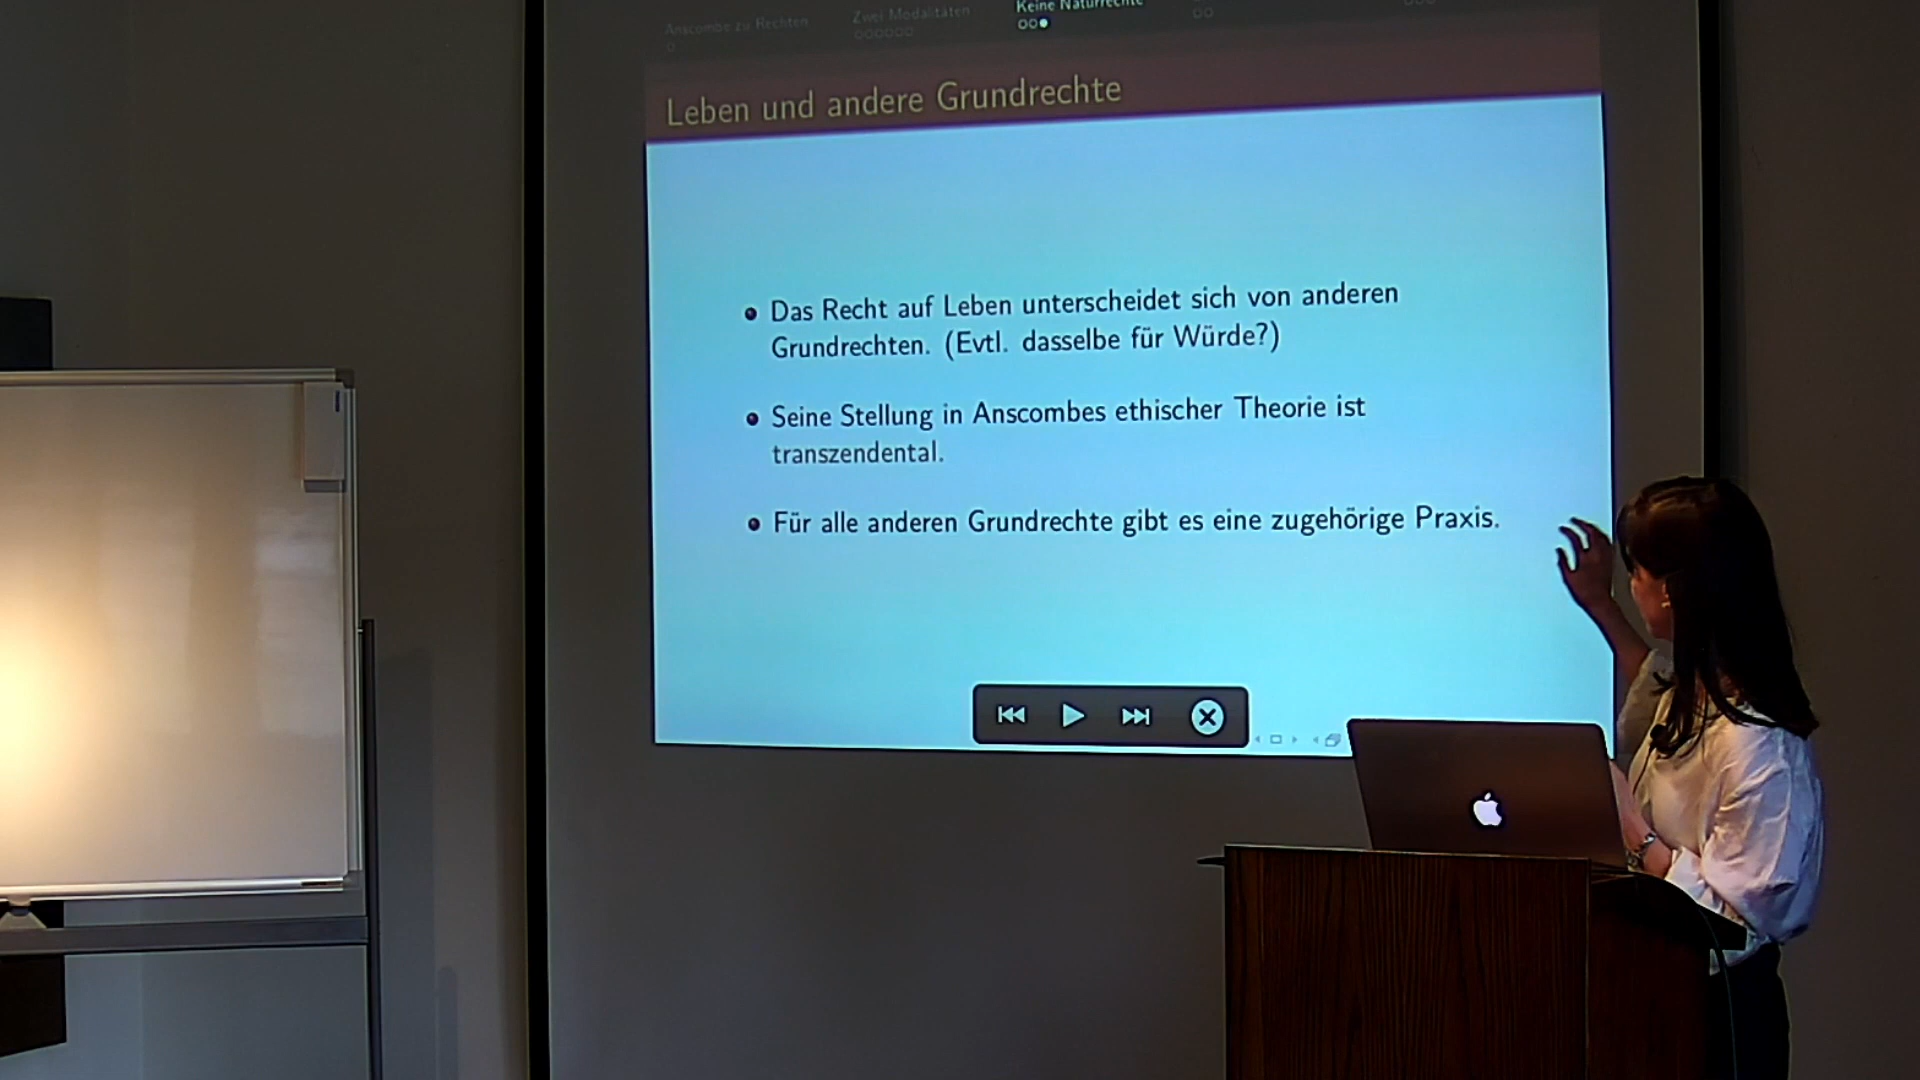 Anscombe zu Rechten
Zwei Modalitäten
Keine Naturrechte
Leben und andere Grundrechte
• Das Recht auf Leben unterscheidet sich von anderen
Grundrechten. (Evtl. dasselbe für Würde?)
• Seine Stellung in Anscombes ethischer Theorie ist
transzendental.
• Für alle anderen Grundrechte gibt es eine zugehörige Praxis.